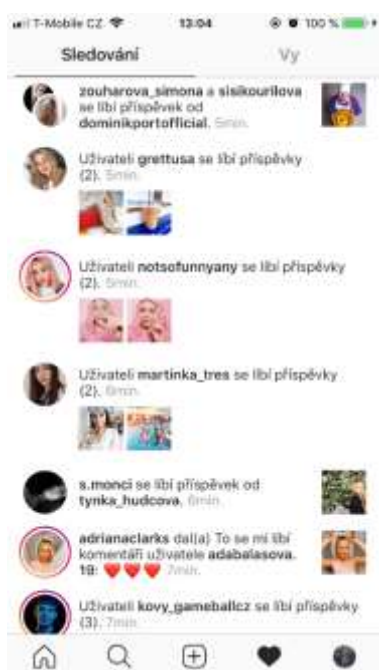 T-Mobile CZ 13:04 100 %
Sledování Vy
zouharova_simona a sisikourilova
se líbí příspěvek od
dominikportofficial. 5min.
Uživateli grettusa se líbí příspěvky
(2). 5min.
Uživateli notsofunnyany se líbí příspěvky
(2). 5min.
Uživateli martinka_tres se líbí příspěvky
(2). 6min.
s.monci se líbí příspěvek od
tynka_hudcova. 6min.
adrianaclarks dal(a) To se mi líbí
komentáři uživatele adabalasova.
19: ❤️❤️❤️ 7min.
Uživateli kovy_gameballcz se líbí příspěvky
(3). 7min.